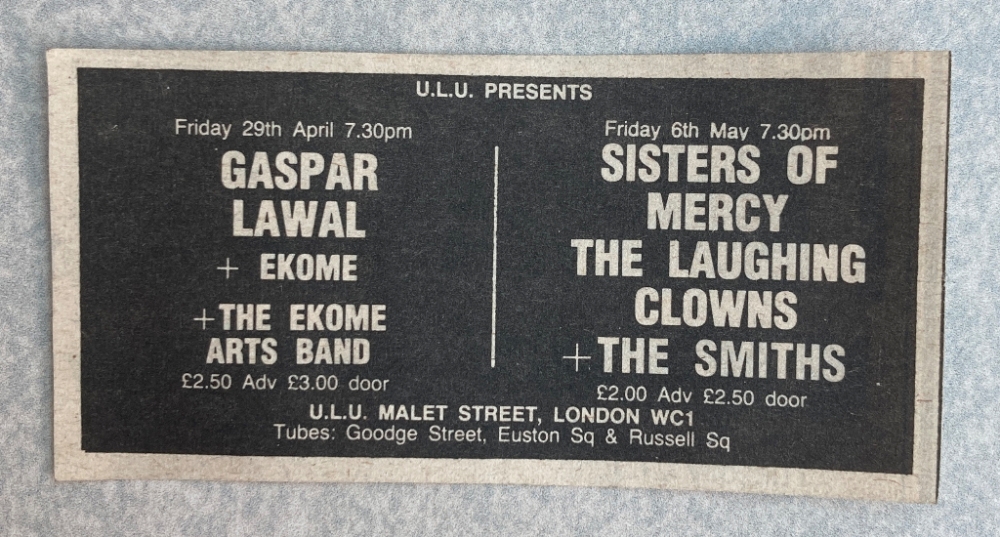 U.L.U. PRESENTS
Friday 29th April 7.30pm
GASPAR
LAWAL
+ EKOME
+THE EKOME
ARTS BAND
£2.50 Adv £3.00 door
Friday 6th May 7.30pm
SISTERS OF
MERCY
THE LAUGHING
CLOWNS
+THE SMITHS
£2.00 Adv £2.50 door
U.L.U. MALET STREET, LONDON WC1
Tubes: Goodge Street, Euston Sq & Russell Sq